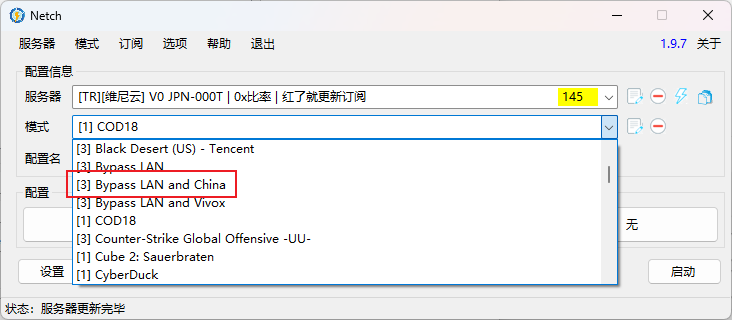 Netch
服务器 模式 订阅 选项 帮助 退出 1.9.7 关于
配置信息
服务器 [TR][维尼云] V0 JPN-000T | 0x比率 | 红了就更新订阅 145
模式 [1] COD18
[3] Black Desert (US) - Tencent
[3] Bypass LAN
配置名
[3] Bypass LAN and China
配置
[3] Bypass LAN and Vivox
[1] COD18
无
[3] Counter-Strike Global Offensive -UU-
[1] Cube 2: Sauerbraten
设置 [1] CyberDuck 启动
状态：服务器更新完毕